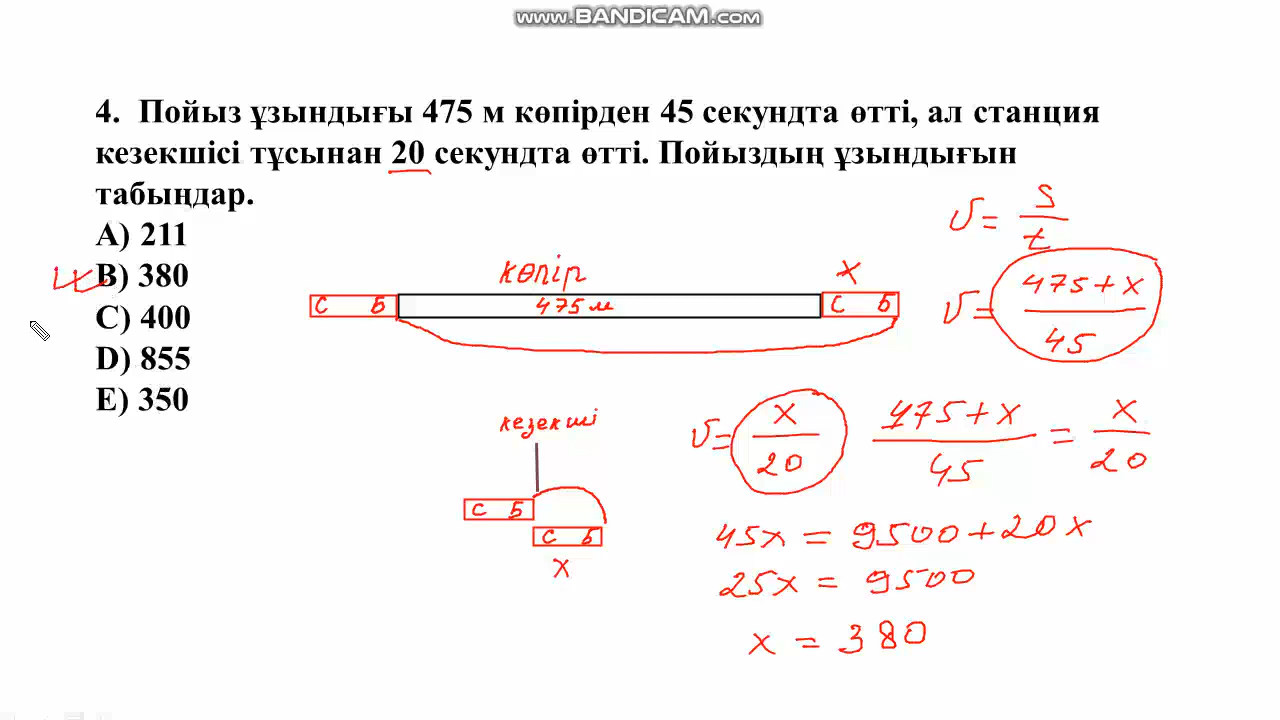 www.BANDICAM.com
4. Пойыз ұзындығы 475 м көпірден 45 секундта өтті, ал станция
кезекшісі тұсынан 20 секундта өтті. Пойыздың ұзындығын
табыңдар.
A) 211
B) 380
C) 400
D) 855
E) 350
көпір
x
С Б
475 м
С Б
v = s/t
v = (475+x)/45
кезекші
С Б
С Б
x
v = x/20
(475+x)/45 = x/20
45x = 9500+20x
25x = 9500
x = 380